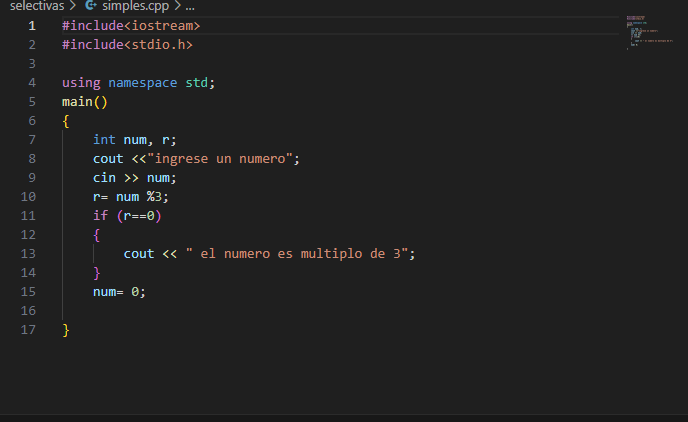 selectivas > simples.cpp > ...
1 #include<iostream>
2 #include<stdio.h>
3
4 using namespace std;
5 main()
6 {
7 int num, r;
8 cout <<"ingrese un numero";
9 cin >> num;
10 r= num %3;
11 if (r==0)
12 {
13 cout << " el numero es multiplo de 3";
14 }
15 num= 0;
16
17 }